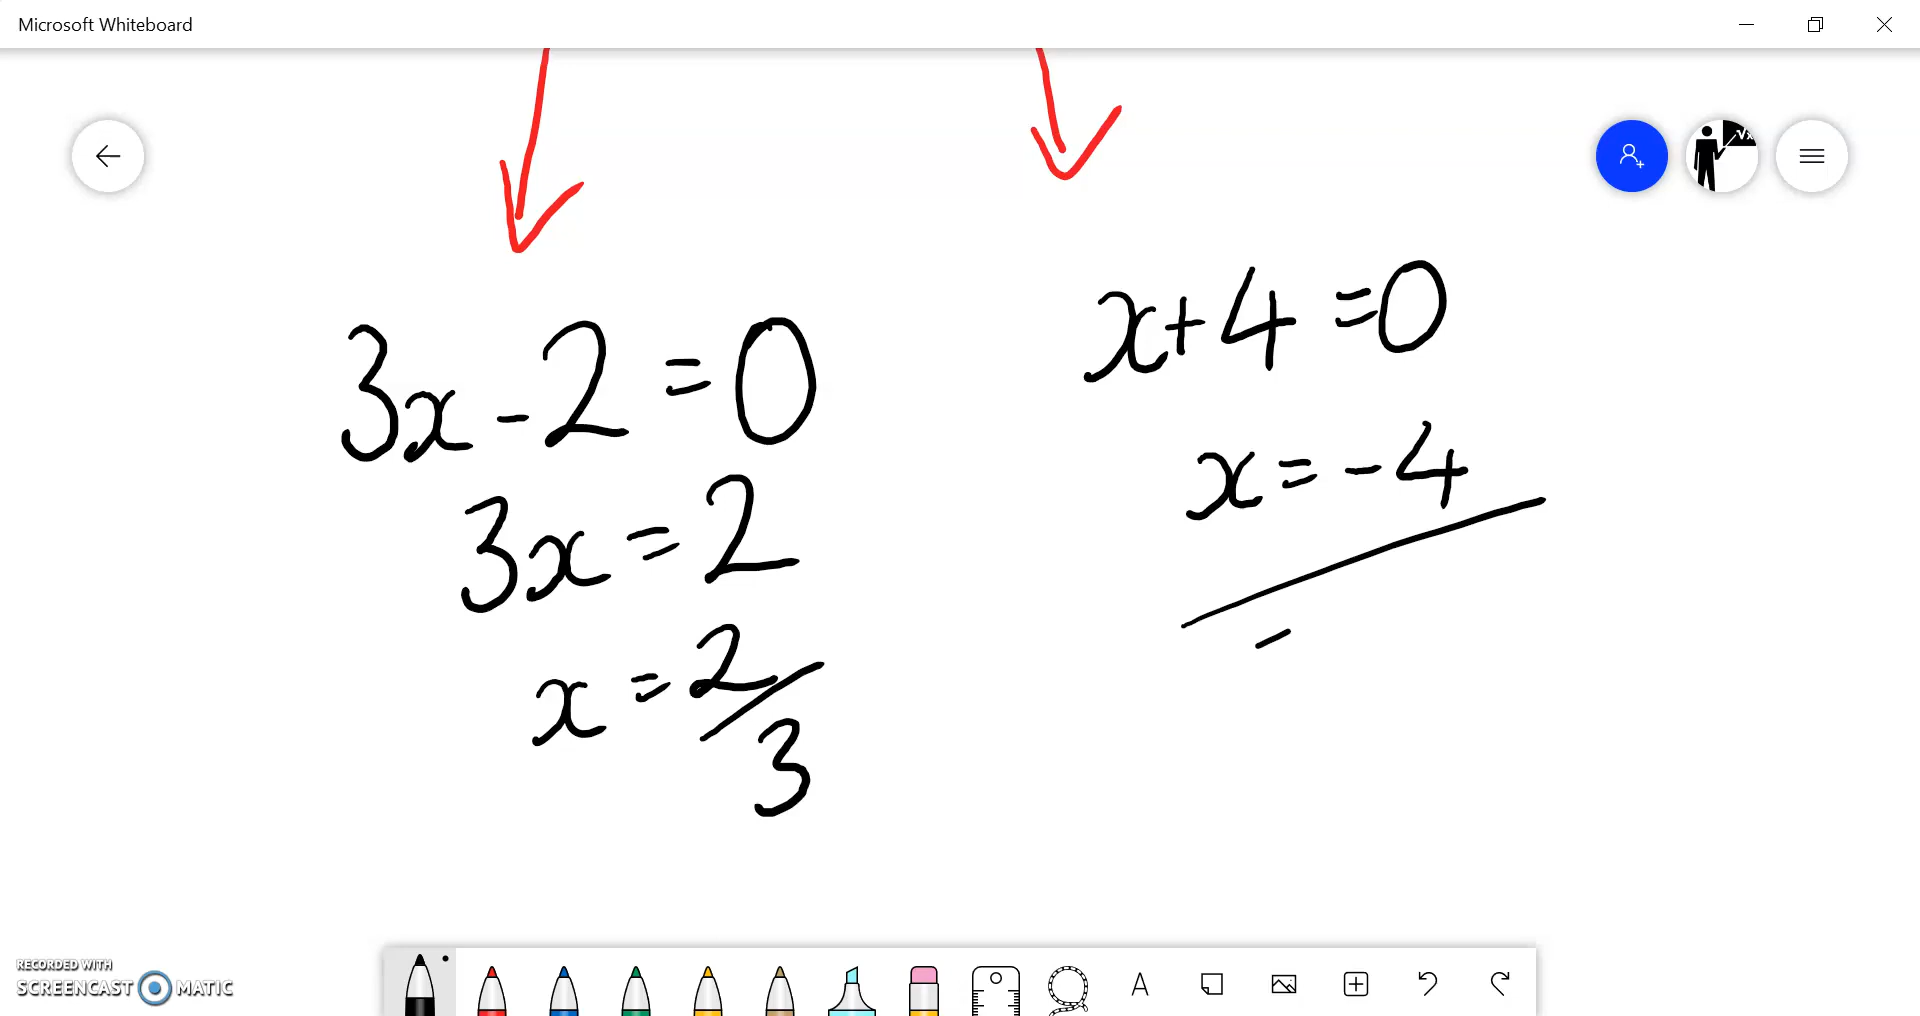 Microsoft Whiteboard
√x
3x - 2 = 0
3x = 2
x = 2/3
x + 4 = 0
x = -4
RECORDED WITH
SCREENCAST MATIC
A